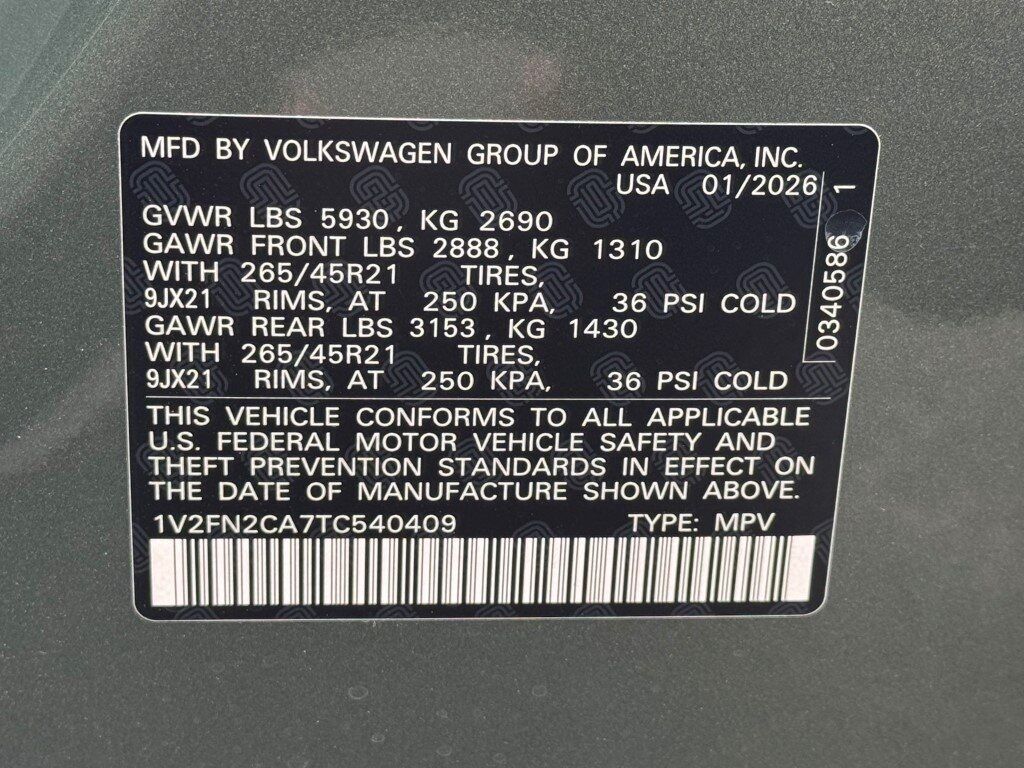 MFD BY VOLKSWAGEN GROUP OF AMERICA, INC.
USA 01/2026
GVWR LBS 5930, KG 2690
GAWR FRONT LBS 2888, KG 1310
WITH 265/45R21 TIRES,
9JX21 RIMS, AT 250 KPA, 36 PSI COLD
GAWR REAR LBS 3153, KG 1430
WITH 265/45R21 TIRES,
9JX21 RIMS, AT 250 KPA, 36 PSI COLD
0340586 1
THIS VEHICLE CONFORMS TO ALL APPLICABLE
U.S. FEDERAL MOTOR VEHICLE SAFETY AND
THEFT PREVENTION STANDARDS IN EFFECT ON
THE DATE OF MANUFACTURE SHOWN ABOVE.
1V2FN2CA7TC540409 TYPE: MPV